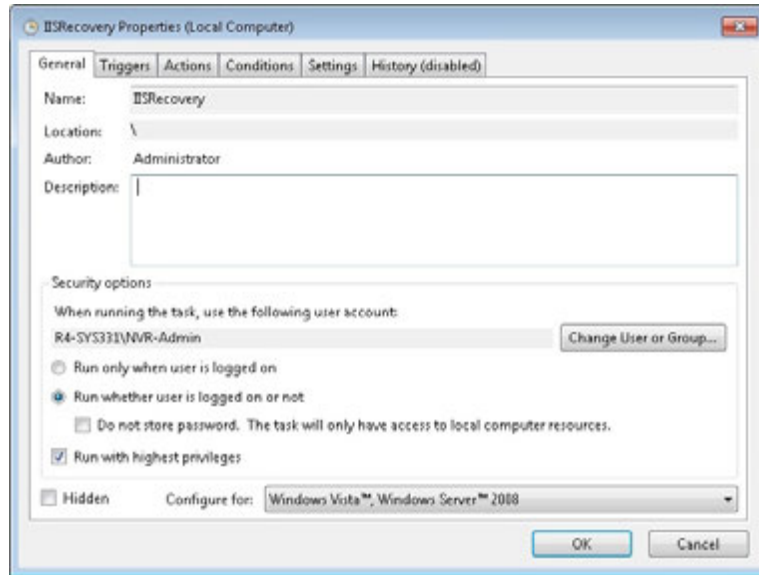 IISRecovery Properties (Local Computer)
General Triggers Actions Conditions Settings History (disabled)
Name: IISRecovery
Location: \
Author: Administrator
Description:
Security options
When running the task, use the following user account:
R4-SYS331\NVR-Admin Change User or Group...
Run only when user is logged on
Run whether user is logged on or not
Do not store password. The task will only have access to local computer resources.
Run with highest privileges
Hidden Configure for: Windows Vista™, Windows Server™ 2008
OK Cancel